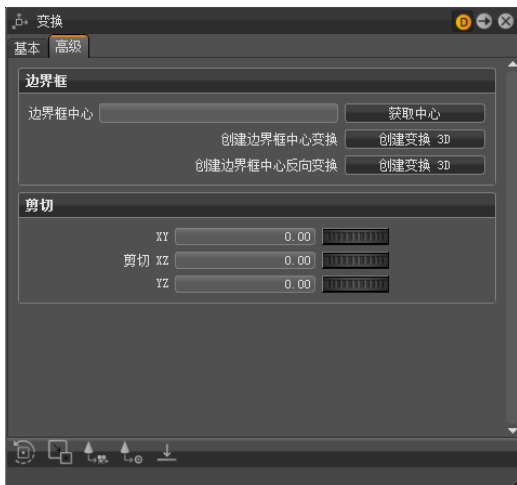 变换 D
基本 高级
边界框
边界框中心 获取中心
创建边界框中心变换 创建变换 3D
创建边界框中心反向变换 创建变换 3D
剪切
XY 0.00
剪切 XZ 0.00
YZ 0.00